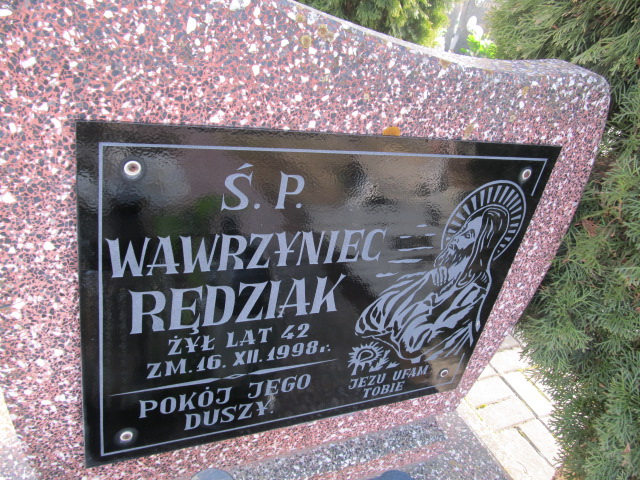 Ś. P.
WAWRZYNIEC
RĘDZIAK
ŻYŁ LAT 42
ZM. 16. XII. 1998 r.
POKÓJ JEGO
DUSZY.
JEZU UFAM
TOBIE